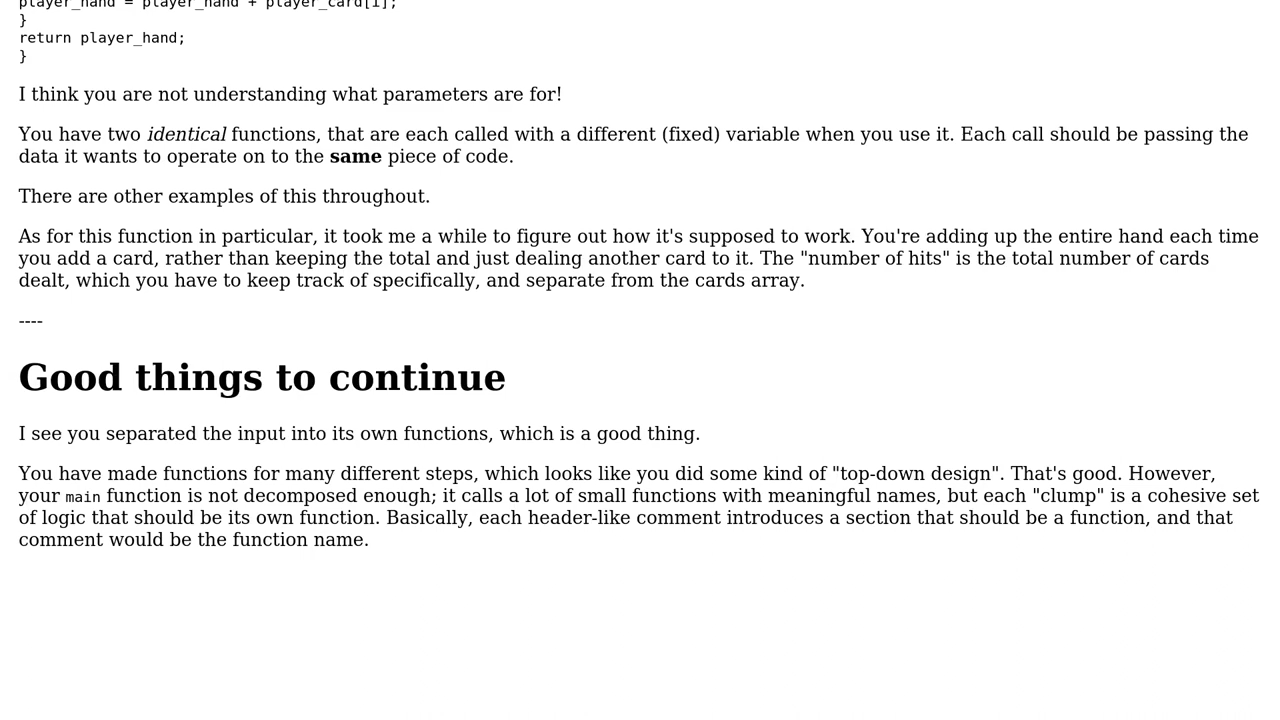 player_hand = player_hand + player_card[i];
}
return player_hand;
}
I think you are not understanding what parameters are for!
You have two identical functions, that are each called with a different (fixed) variable when you use it. Each call should be passing the
data it wants to operate on to the same piece of code.
There are other examples of this throughout.
As for this function in particular, it took me a while to figure out how it's supposed to work. You're adding up the entire hand each time
you add a card, rather than keeping the total and just dealing another card to it. The "number of hits" is the total number of cards
dealt, which you have to keep track of specifically, and separate from the cards array.
----
Good things to continue
I see you separated the input into its own functions, which is a good thing.
You have made functions for many different steps, which looks like you did some kind of "top-down design". That's good. However,
your main function is not decomposed enough; it calls a lot of small functions with meaningful names, but each "clump" is a cohesive set
of logic that should be its own function. Basically, each header-like comment introduces a section that should be a function, and that
comment would be the function name.